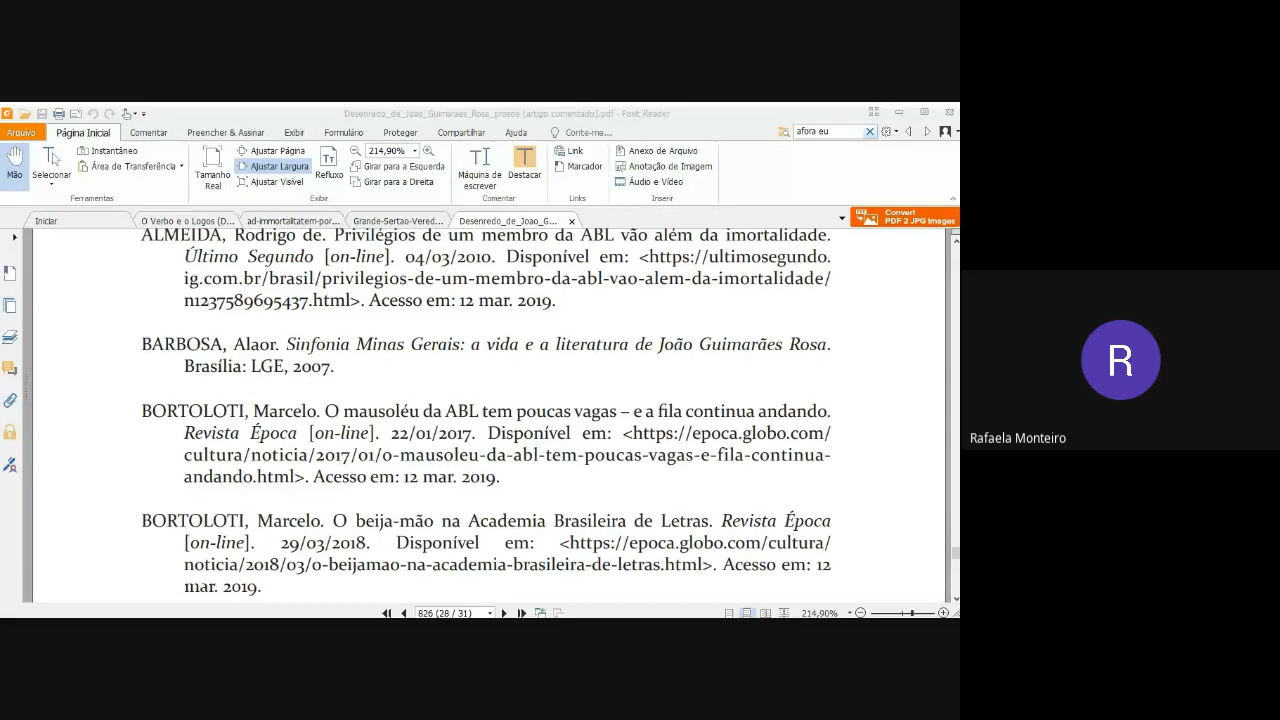 Desenredo_de_Joao_Guimaraes_Rosa_prosoe (artigo comentado).pdf - Foxit Reader
Arquivo Página Inicial Comentar Preencher & Assinar Exibir Formulário Proteger Compartilhar Ajuda Conte-me... afora eu
Mão
Selecionar
Instantâneo
Área de Transferência
Ferramentas
Tamanho Real
Ajustar Página
Ajustar Largura
Ajustar Visível
Refluxo
214,90%
Girar para a Esquerda
Girar para a Direita
Exibir
Máquina de escrever
Destacar
Comentar
Link
Marcador
Links
Anexo de Arquivo
Anotação de Imagem
Áudio e Vídeo
Inserir
Iniciar O Verbo e o Logos (D... ad-immortalitatem-por... Grande-Sertao-Vered... Desenredo_de_Joao_G...
Convert
PDF 2 JPG Images
ALMEIDA, Rodrigo de. Privilégios de um membro da ABL vão além da imortalidade.
Último Segundo [on-line]. 04/03/2010. Disponível em: <https://ultimosegundo.
ig.com.br/brasil/privilegios-de-um-membro-da-abl-vao-alem-da-imortalidade/
n1237589695437.html>. Acesso em: 12 mar. 2019.
BARBOSA, Alaor. Sinfonia Minas Gerais: a vida e a literatura de João Guimarães Rosa.
Brasília: LGE, 2007.
BORTOLOTI, Marcelo. O mausoléu da ABL tem poucas vagas – e a fila continua andando.
Revista Época [on-line]. 22/01/2017. Disponível em: <https://epoca.globo.com/
cultura/noticia/2017/01/o-mausoleu-da-abl-tem-poucas-vagas-e-fila-continua-
andando.html>. Acesso em: 12 mar. 2019.
BORTOLOTI, Marcelo. O beija-mão na Academia Brasileira de Letras. Revista Época
[on-line]. 29/03/2018. Disponível em: <https://epoca.globo.com/cultura/
noticia/2018/03/o-beijamao-na-academia-brasileira-de-letras.html>. Acesso em: 12
mar. 2019.
826 (28 / 31)
214,90%
R
Rafaela Monteiro